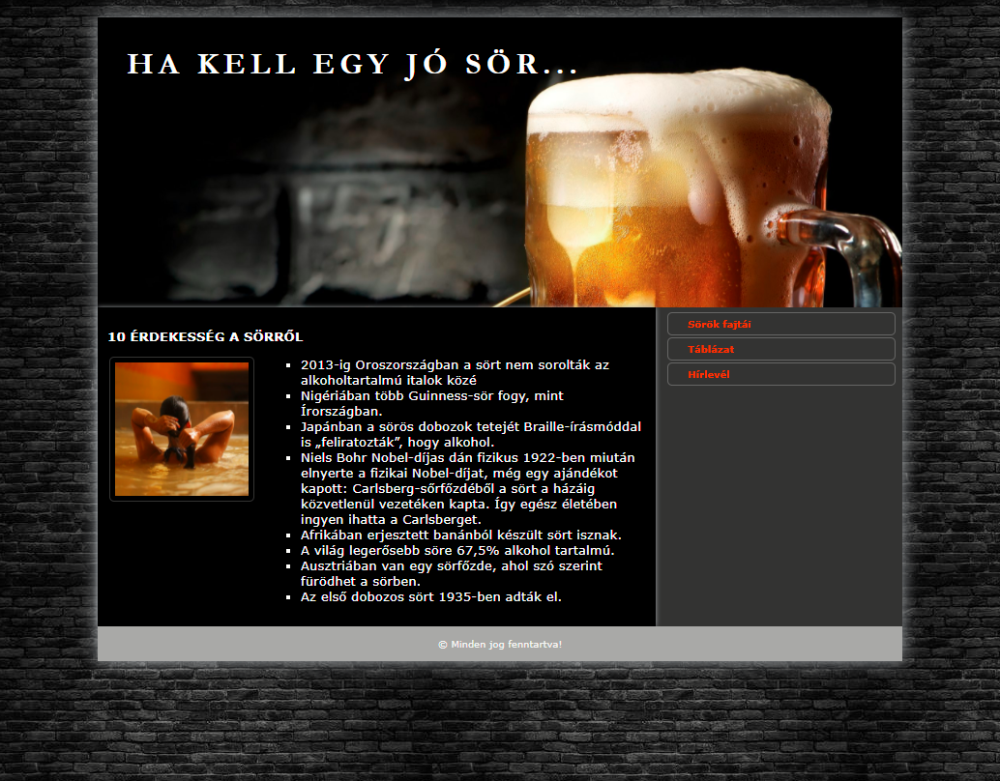 HA KELL EGY JÓ SÖR...
Sörök fajtái
Táblázat
Hírlevél
10 ÉRDEKESSÉG A SÖRRŐL
2013-ig Oroszországban a sört nem sorolták az
alkoholtartalmú italok közé
Nigériában több Guinness-sör fogy, mint
Írországban.
Japánban a sörös dobozok tetejét Braille-írásmóddal
is „feliratozták”, hogy alkohol.
Niels Bohr Nobel-díjas dán fizikus 1922-ben miután
elnyerte a fizikai Nobel-díjat, még egy ajándékot
kapott: Carlsberg-sőrfőzdéből a sört a házáig
közvetlenül vezetéken kapta. Így egész életében
ingyen ihatta a Carlsberget.
Afrikában erjesztett banánból készült sört isznak.
A világ legerősebb söre 67,5% alkohol tartalmú.
Ausztriában van egy sörfőzde, ahol szó szerint
fürödhet a sörben.
Az első dobozos sört 1935-ben adták el.
© Minden jog fenntartva!